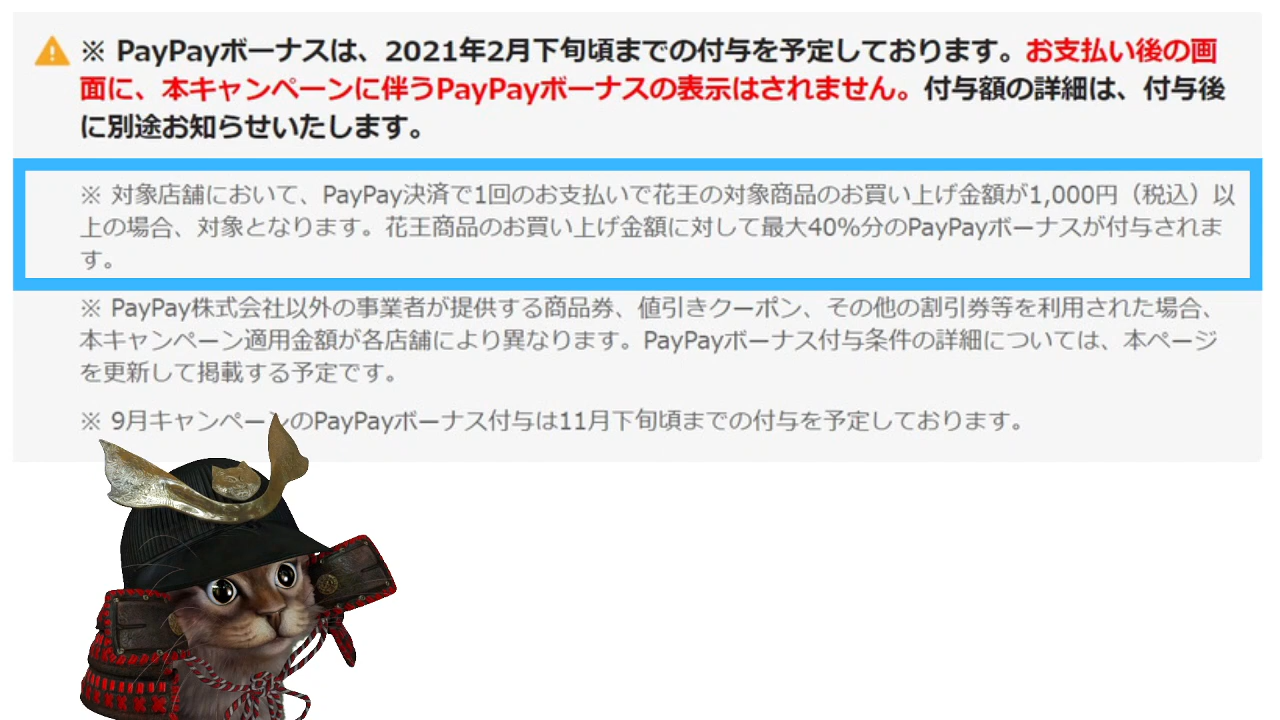 ※ PayPayボーナスは、2021年2月下旬頃までの付与を予定しております。お支払い後の画
面に、本キャンペーンに伴うPayPayボーナスの表示はされません。付与額の詳細は、付与後
に別途お知らせいたします。
※ 対象店舗において、PayPay決済で1回のお支払いで花王の対象商品のお買い上げ金額が1,000円（税込）以
上の場合、対象となります。花王商品のお買い上げ金額に対して最大40%分のPayPayボーナスが付与されま
す。
※ PayPay株式会社以外の事業者が提供する商品券、値引きクーポン、その他の割引券等を利用された場合、
本キャンペーン適用金額が各店舗により異なります。PayPayボーナス付与条件の詳細については、本ページ
を更新して掲載する予定です。
※ 9月キャンペーンのPayPayボーナス付与は11月下旬頃までの付与を予定しております。